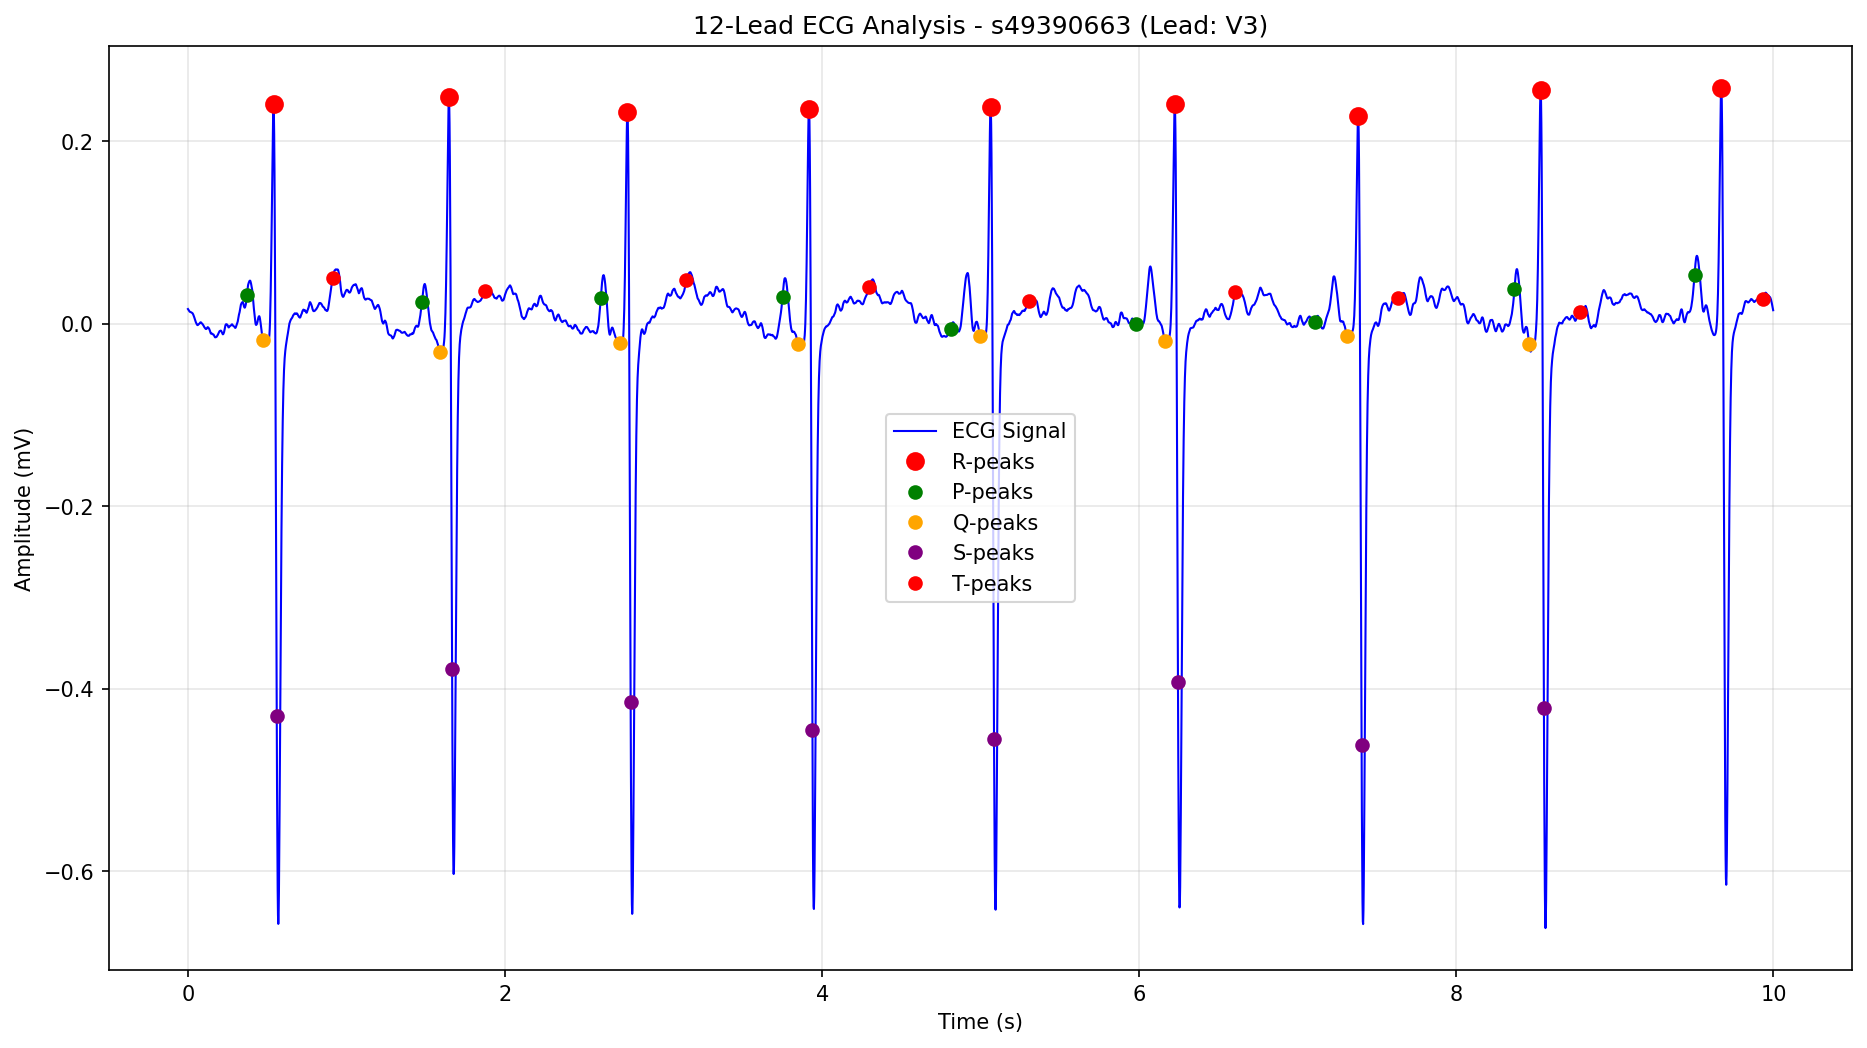 12-Lead ECG Analysis - s49390663 (Lead: V3)
Amplitude (mV)
0.2
0.0
−0.2
−0.4
−0.6
ECG Signal
R-peaks
P-peaks
Q-peaks
S-peaks
T-peaks
0 2 4 6 8 10
Time (s)